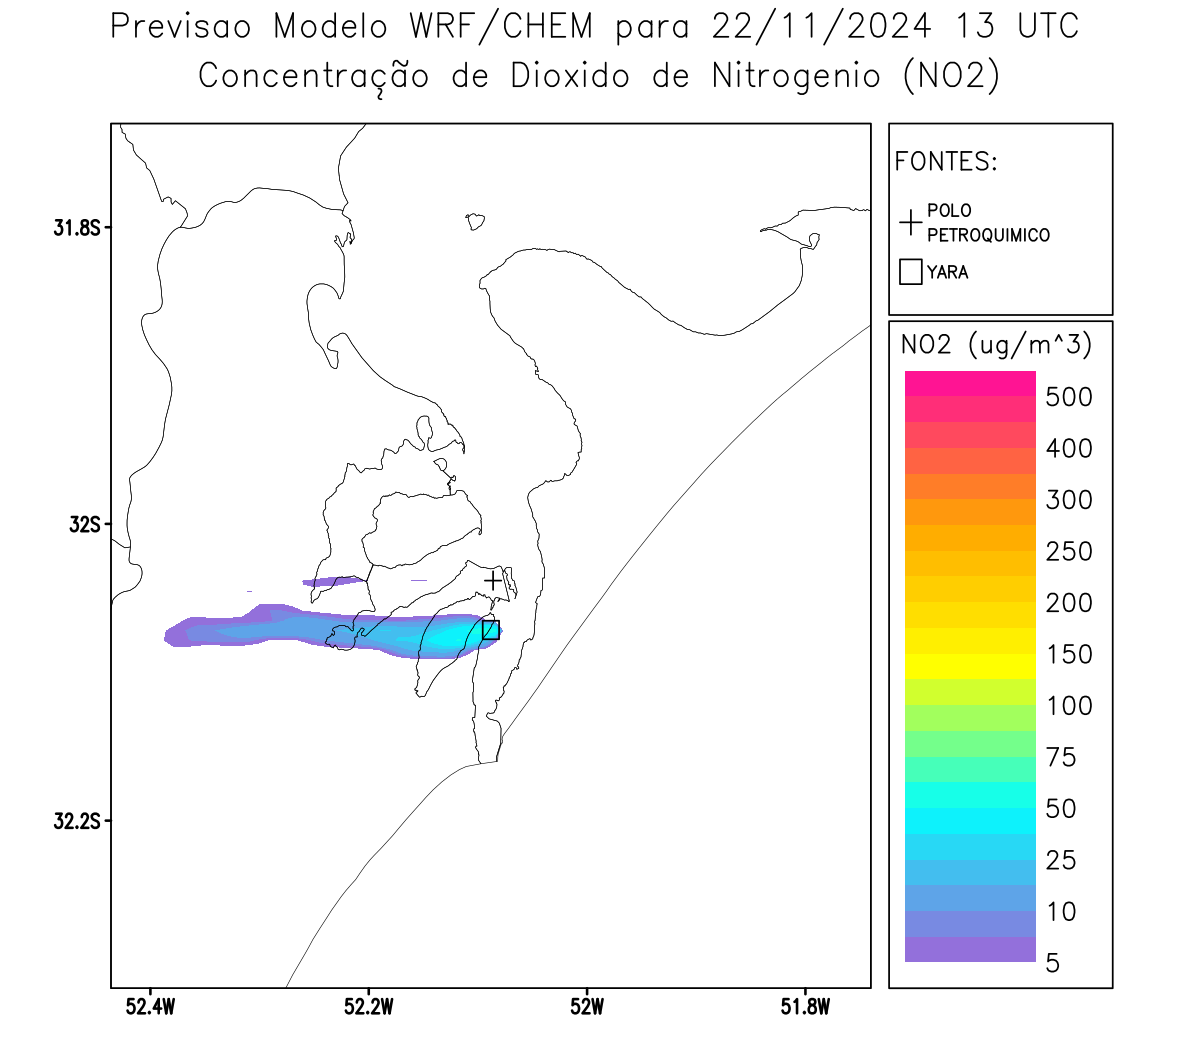 Previsao Modelo WRF/CHEM para 22/11/2024 13 UTC
Concentração de Dioxido de Nitrogenio (NO2)
FONTES:
POLO
PETROQUIMICO
YARA
NO2 (ug/m^3)
500
400
300
250
200
150
100
75
50
25
10
5
31.8S
32S
32.2S
52.4W
52.2W
52W
51.8W